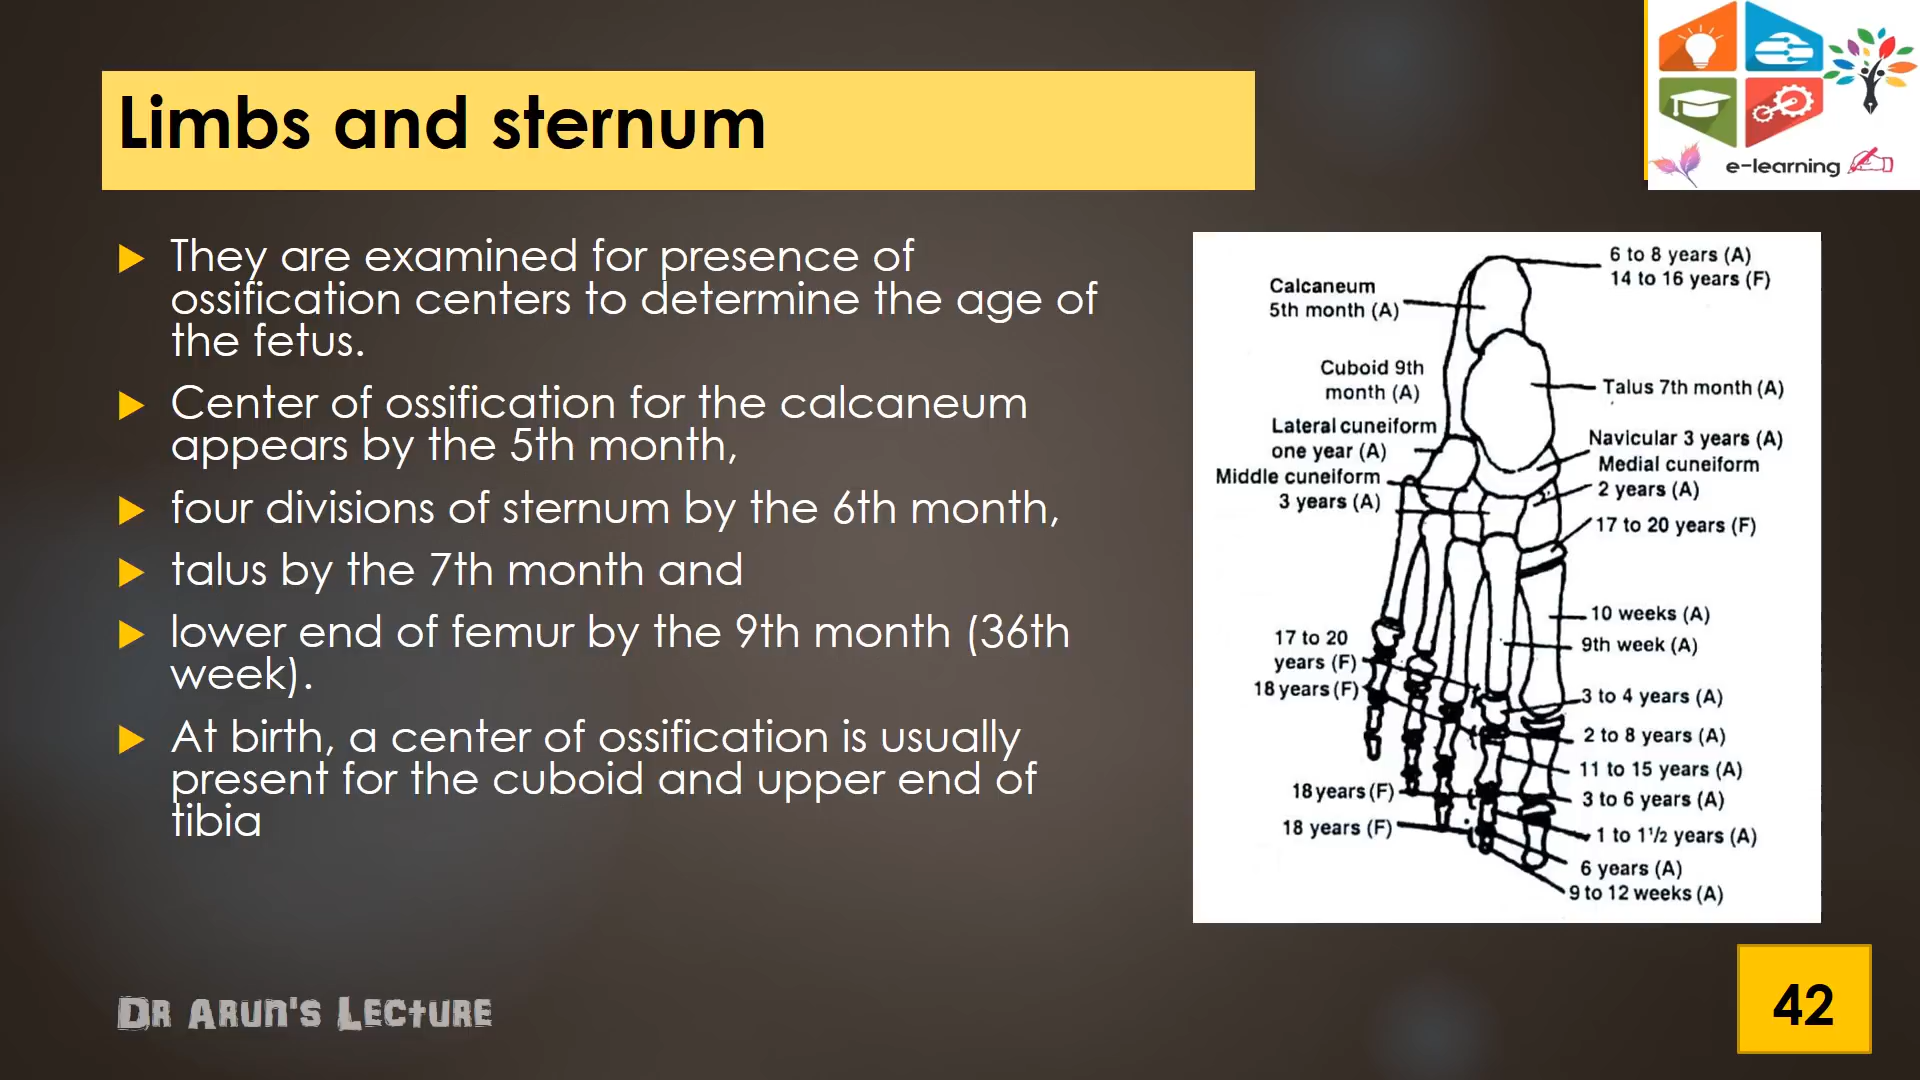 Limbs and sternum
e-learning
They are examined for presence of
ossification centers to determine the age of
the fetus.
Center of ossification for the calcaneum
appears by the 5th month,
four divisions of sternum by the 6th month,
talus by the 7th month and
lower end of femur by the 9th month (36th
week).
At birth, a center of ossification is usually
present for the cuboid and upper end of
tibia
6 to 8 years (A)
14 to 16 years (F)
Calcaneum
5th month (A)
Cuboid 9th
month (A)
Talus 7th month (A)
Lateral cuneiform
one year (A)
Navicular 3 years (A)
Medial cuneiform
2 years (A)
Middle cuneiform
3 years (A)
17 to 20 years (F)
10 weeks (A)
9th week (A)
17 to 20
years (F)
18 years (F)
3 to 4 years (A)
2 to 8 years (A)
11 to 15 years (A)
18 years (F)
3 to 6 years (A)
18 years (F)
1 to 1 1/2 years (A)
6 years (A)
9 to 12 weeks (A)
Dr Arun's Lecture
42